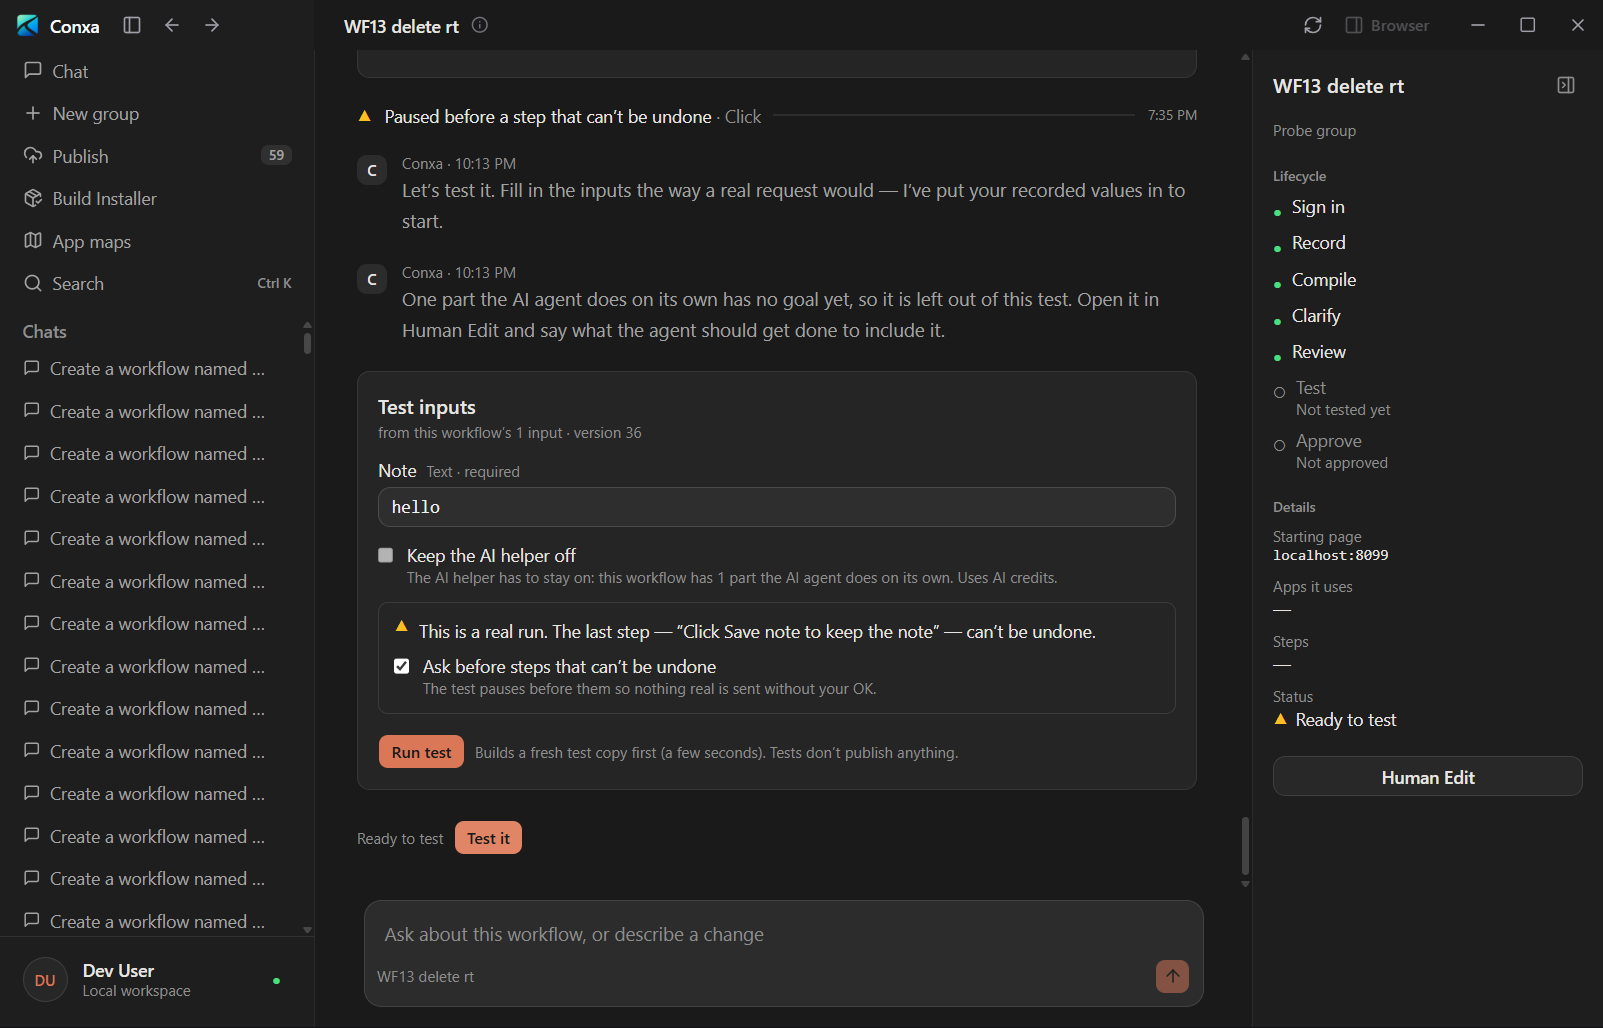 Conxa
WF13 delete rt
Browser
Chat
New group
Publish
59
Build Installer
App maps
Search
Ctrl K
Chats
Create a workflow named ...
Create a workflow named ...
Create a workflow named ...
Create a workflow named ...
Create a workflow named ...
Create a workflow named ...
Create a workflow named ...
Create a workflow named ...
Create a workflow named ...
Create a workflow named ...
Create a workflow named ...
Create a workflow named ...
Create a workflow named ...
Create a workflow named ...
DU
Dev User
Local workspace
Paused before a step that can’t be undone · Click
7:35 PM
C
Conxa · 10:13 PM
Let’s test it. Fill in the inputs the way a real request would — I’ve put your recorded values in to
start.
C
Conxa · 10:13 PM
One part the AI agent does on its own has no goal yet, so it is left out of this test. Open it in
Human Edit and say what the agent should get done to include it.
Test inputs
from this workflow’s 1 input · version 36
Note Text · required
hello
Keep the AI helper off
The AI helper has to stay on: this workflow has 1 part the AI agent does on its own. Uses AI credits.
This is a real run. The last step — “Click Save note to keep the note” — can’t be undone.
Ask before steps that can’t be undone
The test pauses before them so nothing real is sent without your OK.
Run test
Builds a fresh test copy first (a few seconds). Tests don’t publish anything.
Ready to test
Test it
Ask about this workflow, or describe a change
WF13 delete rt
WF13 delete rt
Probe group
Lifecycle
Sign in
Record
Compile
Clarify
Review
Test
Not tested yet
Approve
Not approved
Details
Starting page
localhost:8099
Apps it uses
—
Steps
—
Status
Ready to test
Human Edit